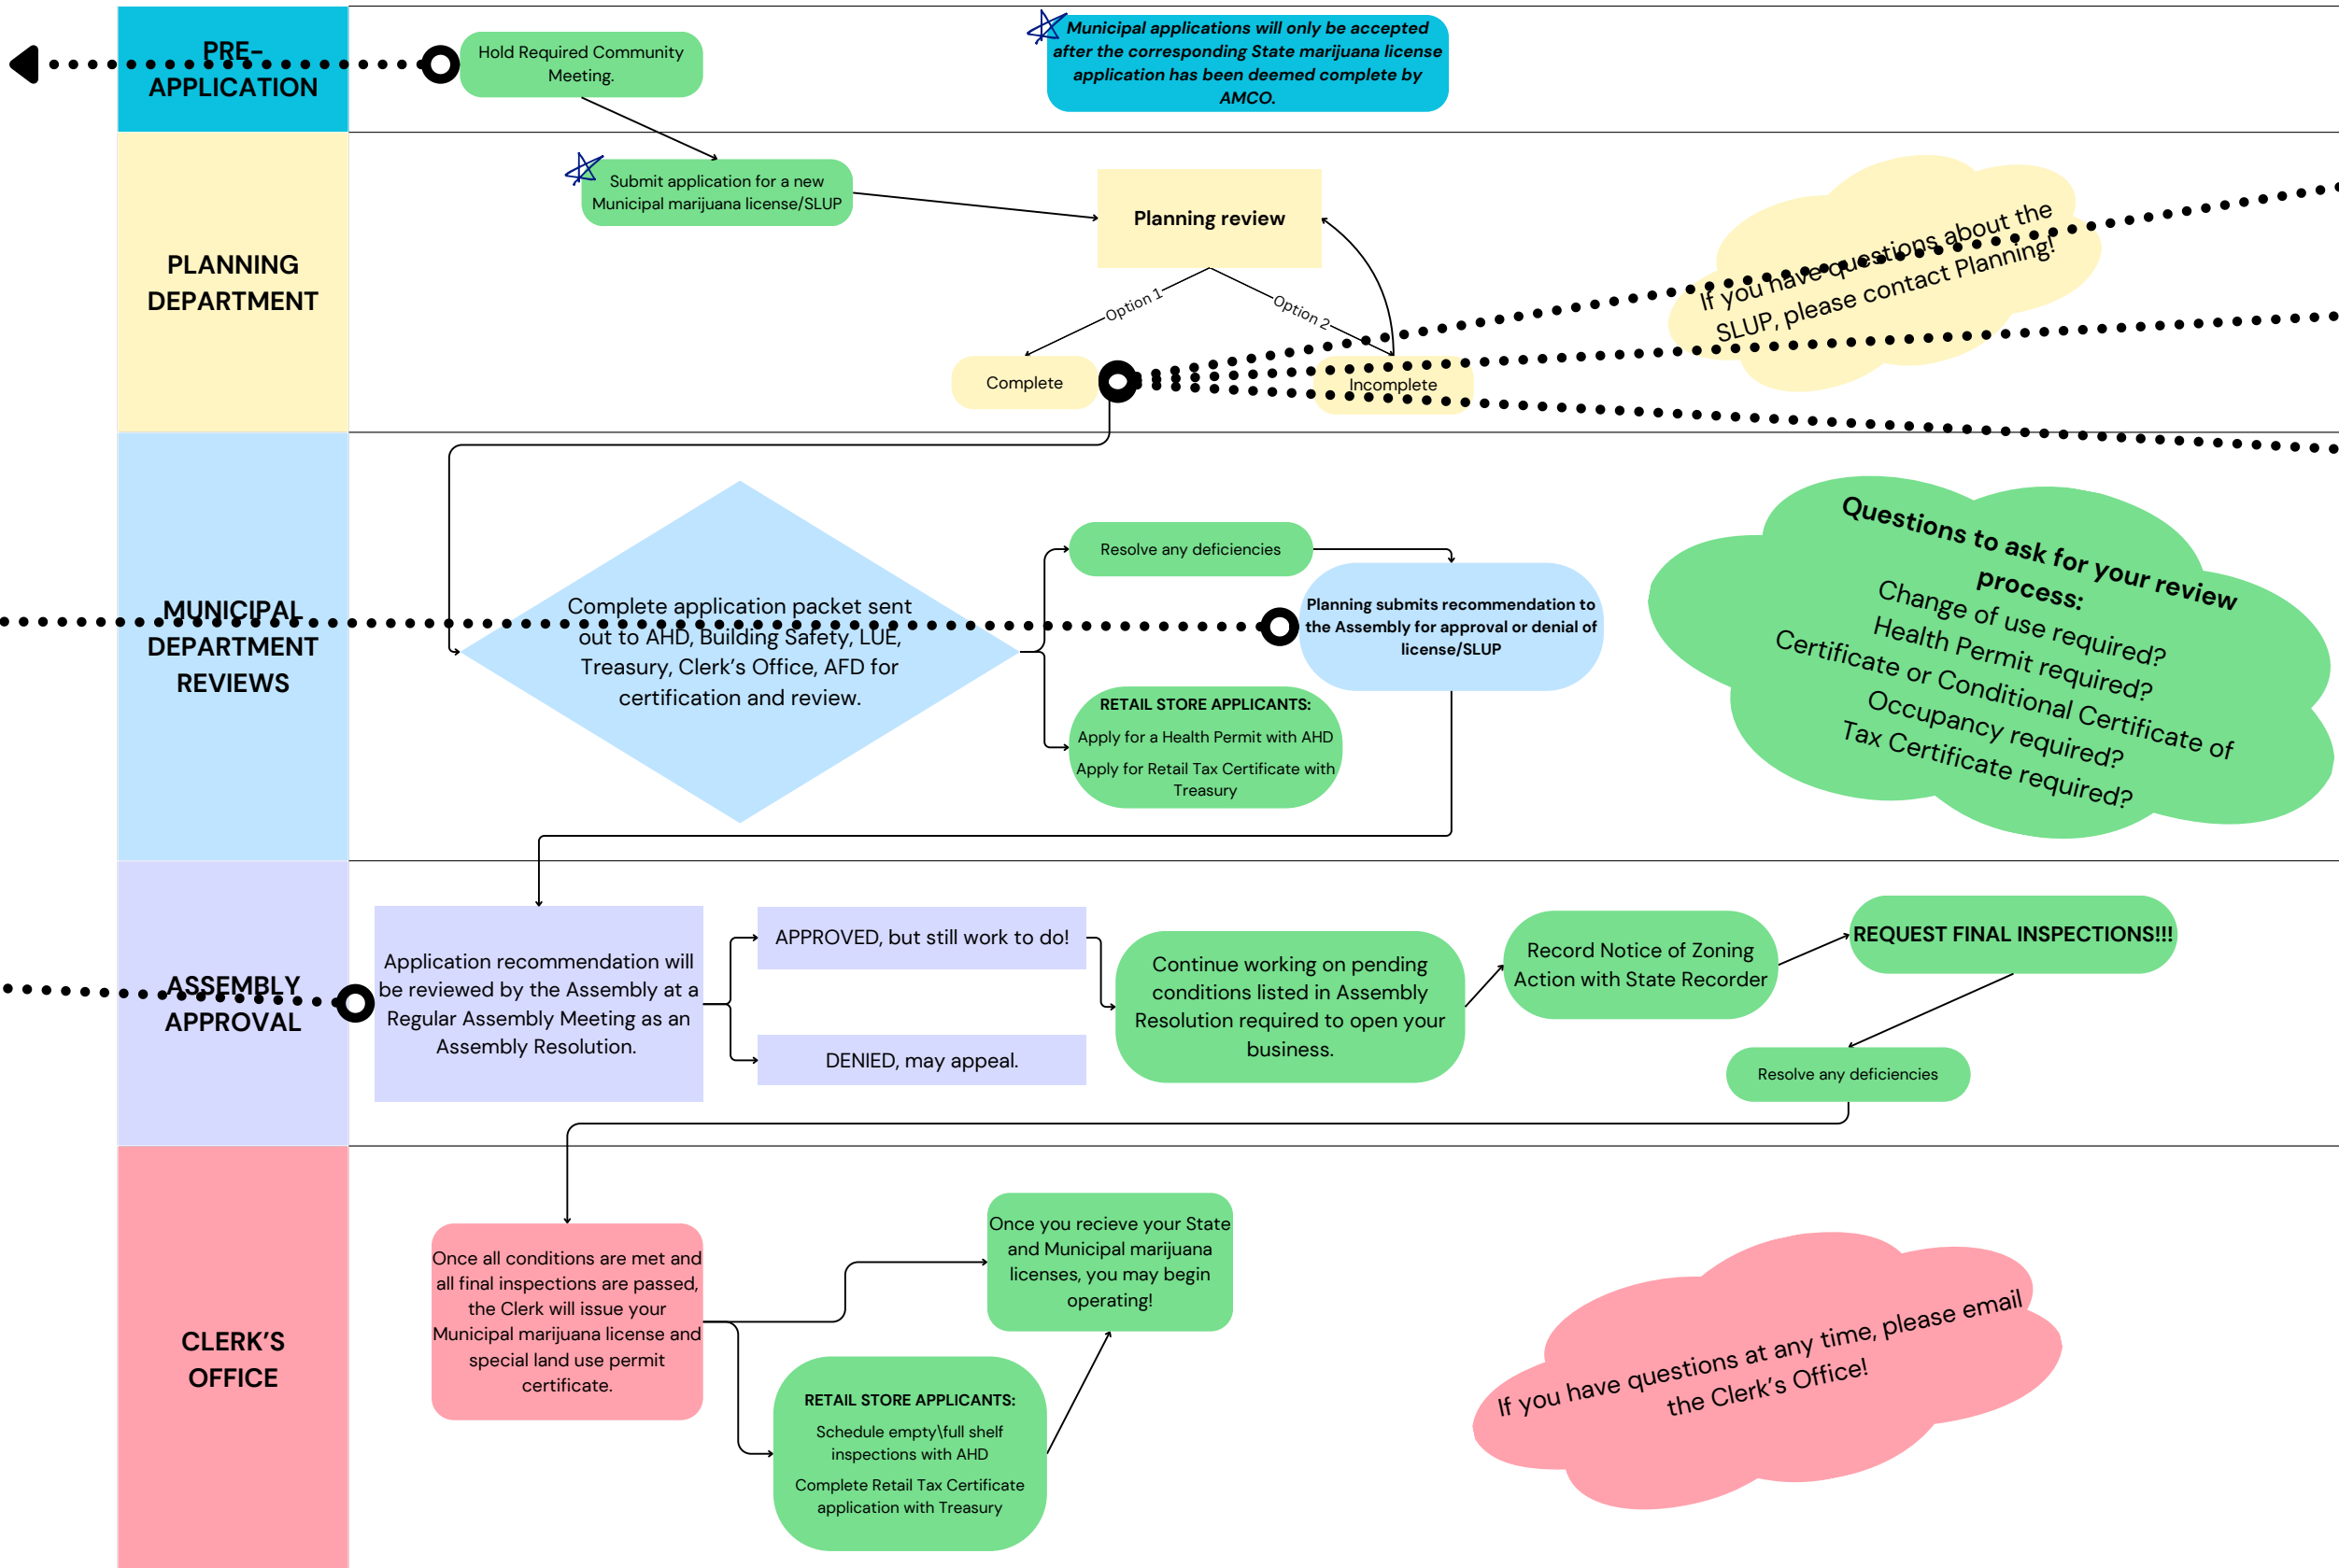 PRE-
APPLICATION
Hold Required Community
Meeting.
Municipal applications will only be accepted
after the corresponding State marijuana license
application has been deemed complete by
AMCO.
PLANNING
DEPARTMENT
Submit application for a new
Municipal marijuana license/SLUP
Planning review
Option 1
Option 2
Complete
Incomplete
If you have questions about the
SLUP, please contact Planning!
MUNICIPAL
DEPARTMENT
REVIEWS
Complete application packet sent
out to AHD, Building Safety, LUE,
Treasury, Clerk's Office, AFD for
certification and review.
Resolve any deficiencies
Planning submits recommendation to
the Assembly for approval or denial of
license/SLUP
RETAIL STORE APPLICANTS:
Apply for a Health Permit with AHD
Apply for Retail Tax Certificate with
Treasury
Questions to ask for your review
process:
Change of use required?
Health Permit required?
Certificate or Conditional Certificate of
Occupancy required?
Tax Certificate required?
ASSEMBLY
APPROVAL
Application recommendation will
be reviewed by the Assembly at a
Regular Assembly Meeting as an
Assembly Resolution.
APPROVED, but still work to do!
DENIED, may appeal.
Continue working on pending
conditions listed in Assembly
Resolution required to open your
business.
Record Notice of Zoning
Action with State Recorder
REQUEST FINAL INSPECTIONS!!!
Resolve any deficiencies
CLERK'S
OFFICE
Once all conditions are met and
all final inspections are passed,
the Clerk will issue your
Municipal marijuana license and
special land use permit
certificate.
Once you recieve your State
and Municipal marijuana
licenses, you may begin
operating!
RETAIL STORE APPLICANTS:
Schedule empty\full shelf
inspections with AHD
Complete Retail Tax Certificate
application with Treasury
If you have questions at any time, please email
the Clerk's Office!